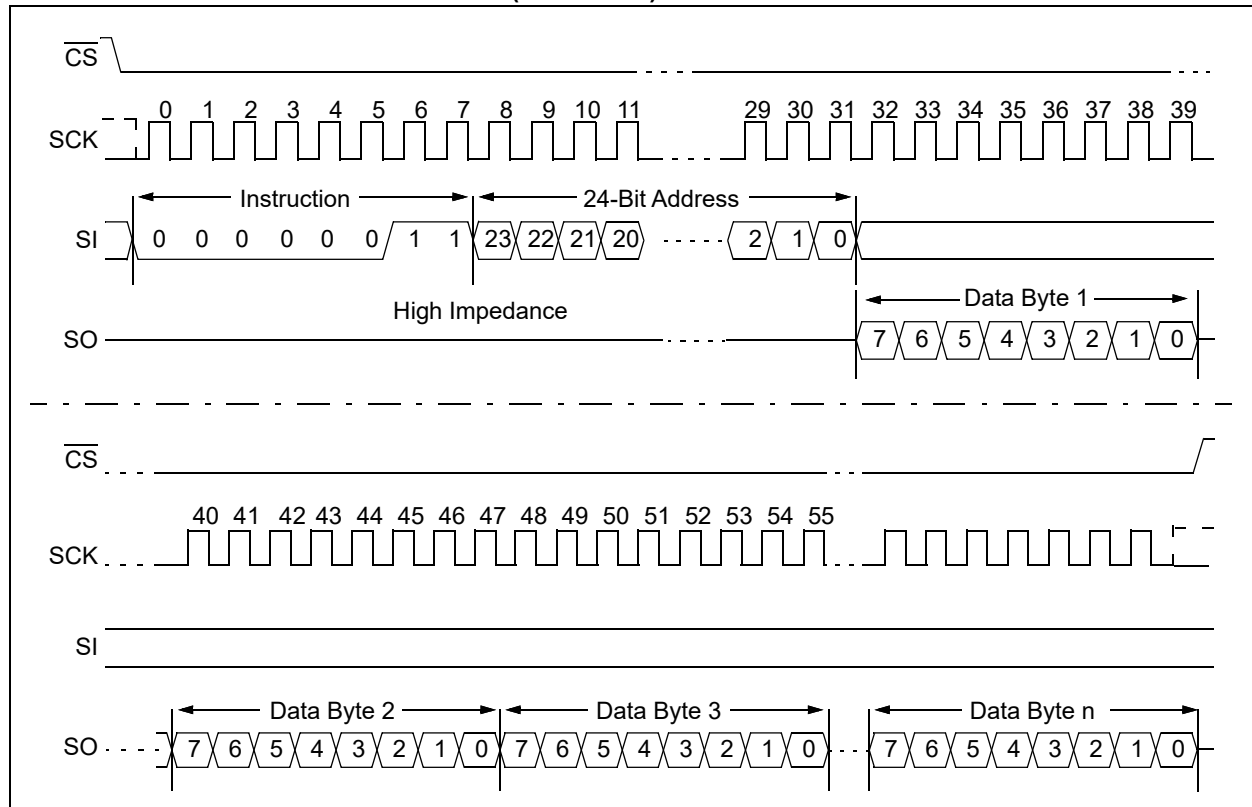 CS
0 1 2 3 4 5 6 7 8 9 10 11 29 30 31 32 33 34 35 36 37 38 39
SCK
Instruction 24-Bit Address
SI 0 0 0 0 0 0 1 1 23 22 21 20 2 1 0
High Impedance Data Byte 1
SO 7 6 5 4 3 2 1 0
CS
40 41 42 43 44 45 46 47 48 49 50 51 52 53 54 55
SCK
SI
Data Byte 2 Data Byte 3 Data Byte n
SO 7 6 5 4 3 2 1 0 7 6 5 4 3 2 1 0 7 6 5 4 3 2 1 0